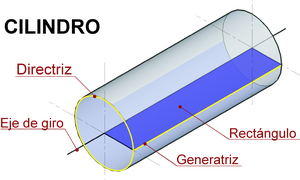 CILINDRO
Directriz
Eje de giro
Rectángulo
Generatriz